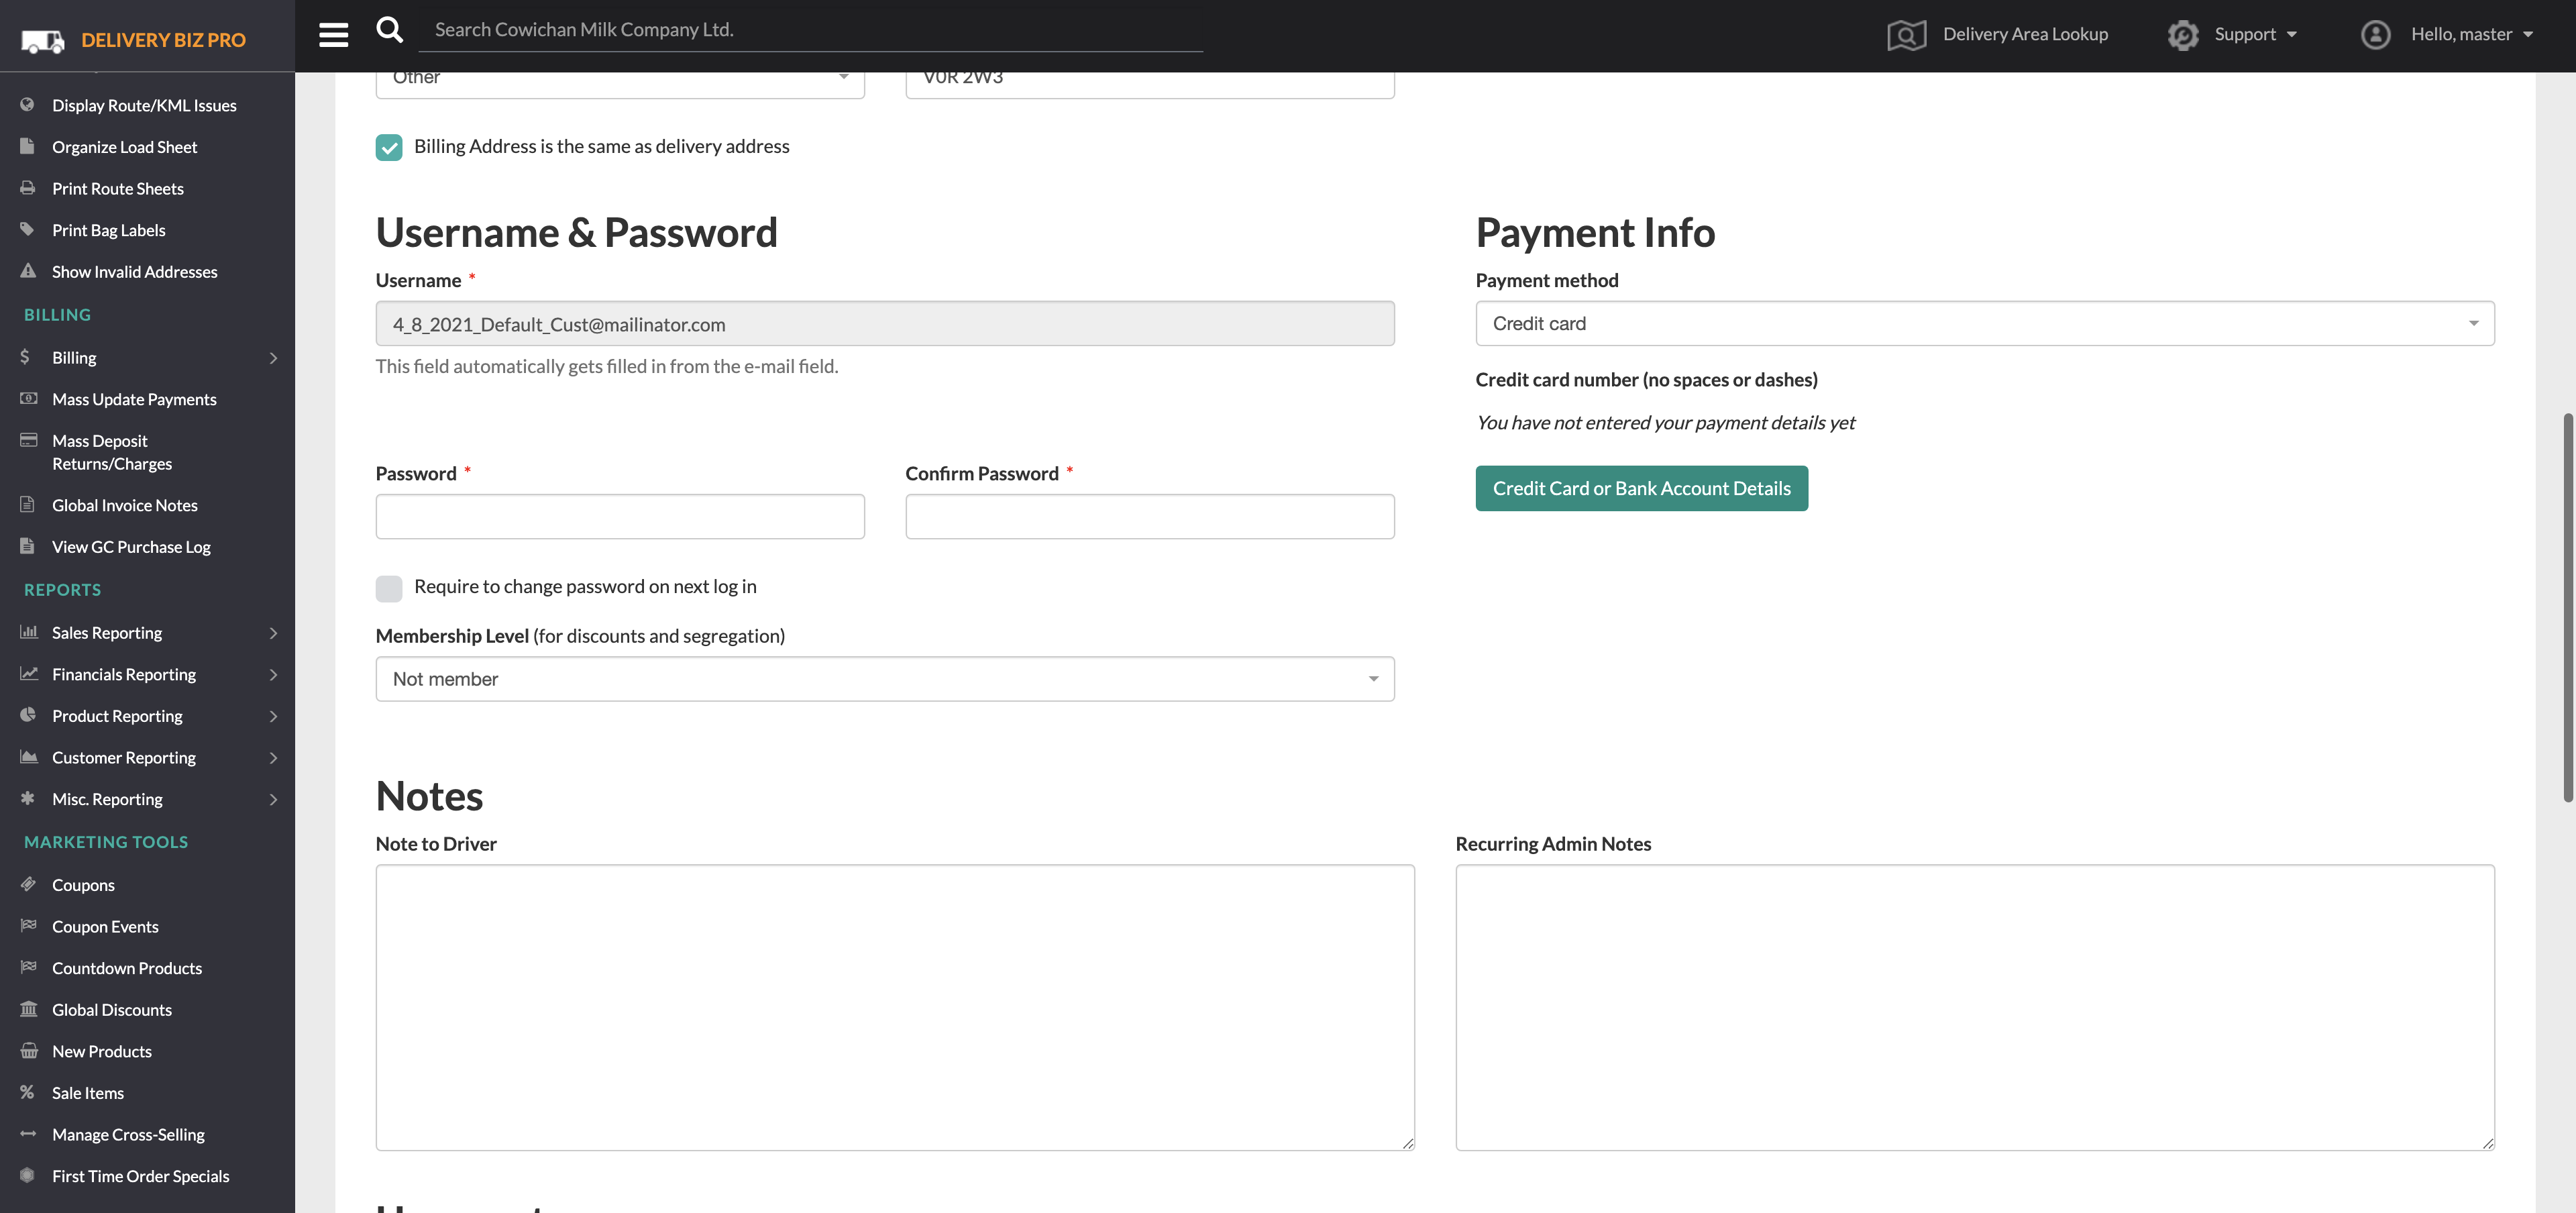 DELIVERY BIZ PRO
Search Cowichan Milk Company Ltd.
Delivery Area Lookup
Support
Hello, master
Display Route/KML Issues
Organize Load Sheet
Print Route Sheets
Print Bag Labels
Show Invalid Addresses
BILLING
Billing
Mass Update Payments
Mass Deposit
Returns/Charges
Global Invoice Notes
View GC Purchase Log
REPORTS
Sales Reporting
Financials Reporting
Product Reporting
Customer Reporting
Misc. Reporting
MARKETING TOOLS
Coupons
Coupon Events
Countdown Products
Global Discounts
New Products
Sale Items
Manage Cross-Selling
First Time Order Specials
Other
V0R 2W3
Billing Address is the same as delivery address
Username & Password
Username *
4_8_2021_Default_Cust@mailinator.com
This field automatically gets filled in from the e-mail field.
Password *
Confirm Password *
Require to change password on next log in
Membership Level (for discounts and segregation)
Not member
Payment Info
Payment method
Credit card
Credit card number (no spaces or dashes)
You have not entered your payment details yet
Credit Card or Bank Account Details
Notes
Note to Driver
Recurring Admin Notes